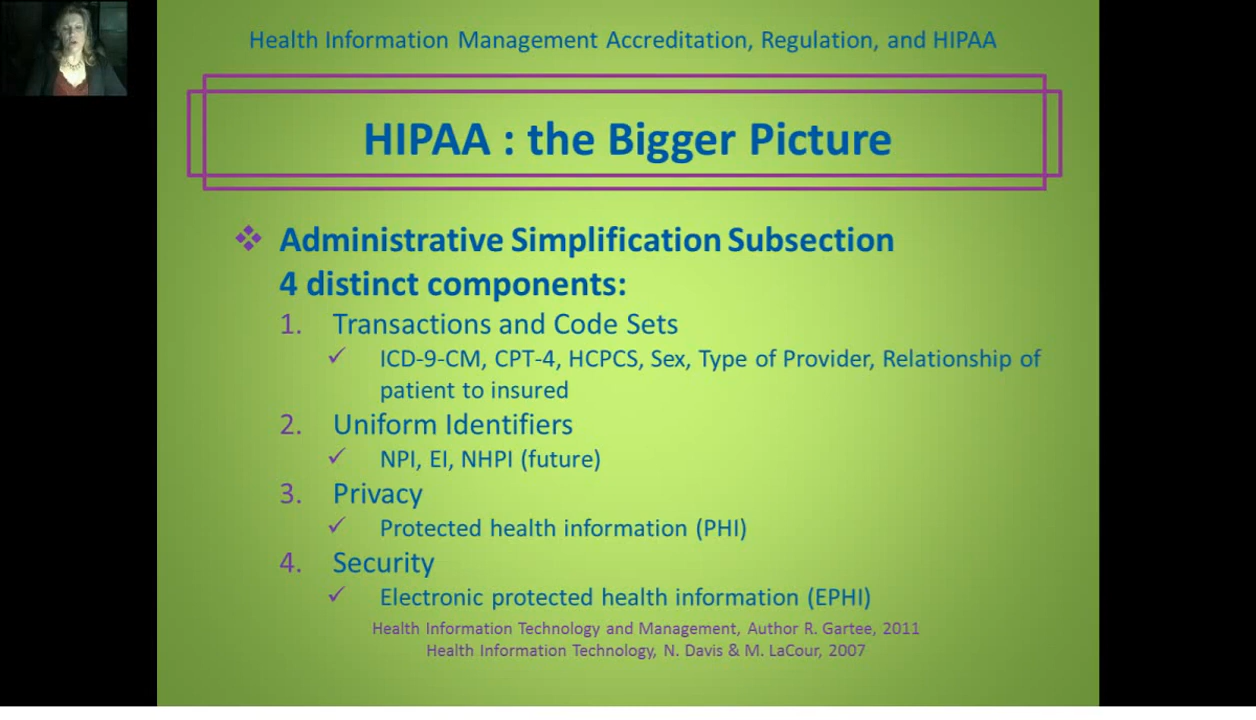 Health Information Management Accreditation, Regulation, and HIPAA
HIPAA : the Bigger Picture
Administrative Simplification Subsection
4 distinct components:
1. Transactions and Code Sets
ICD-9-CM, CPT-4, HCPCS, Sex, Type of Provider, Relationship of
patient to insured
2. Uniform Identifiers
NPI, EI, NHPI (future)
3. Privacy
Protected health information (PHI)
4. Security
Electronic protected health information (EPHI)
Health Information Technology and Management, Author R. Gartee, 2011
Health Information Technology, N. Davis & M. LaCour, 2007